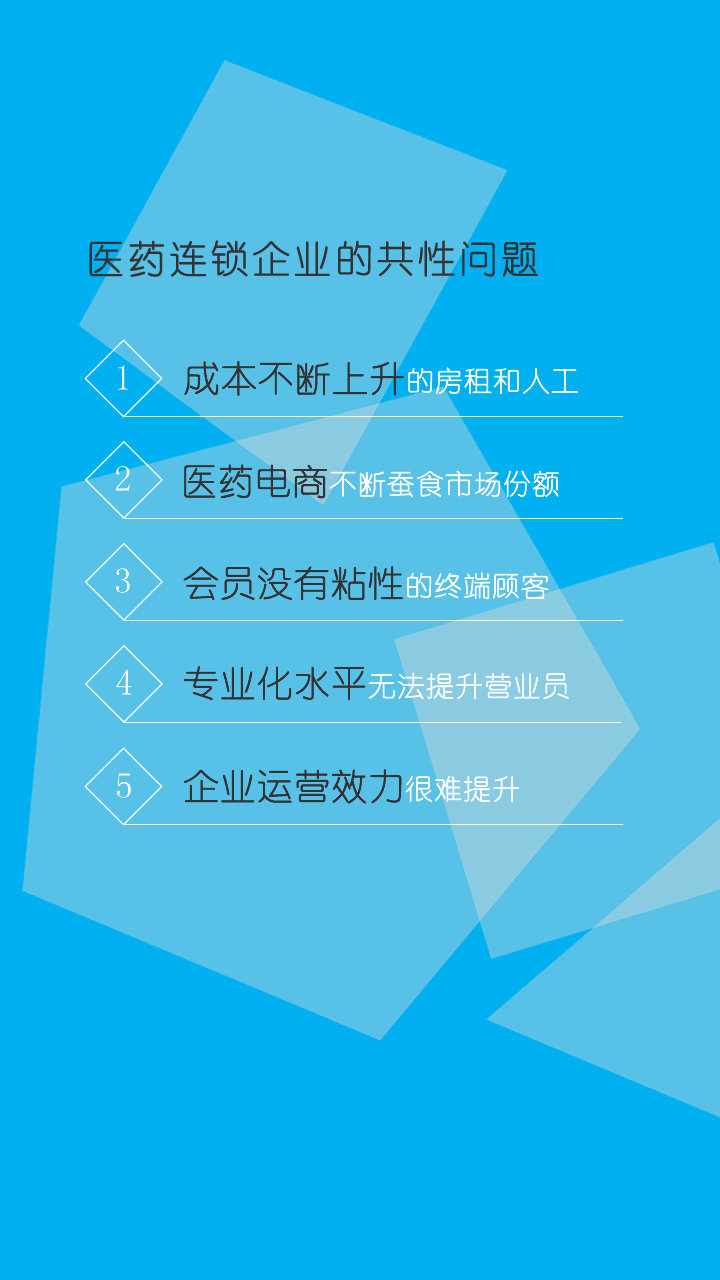 医药连锁企业的共性问题
1 成本不断上升的房租和人工
2 医药电商不断蚕食市场份额
3 会员没有粘性的终端顾客
4 专业化水平无法提升营业员
5 企业运营效力很难提升